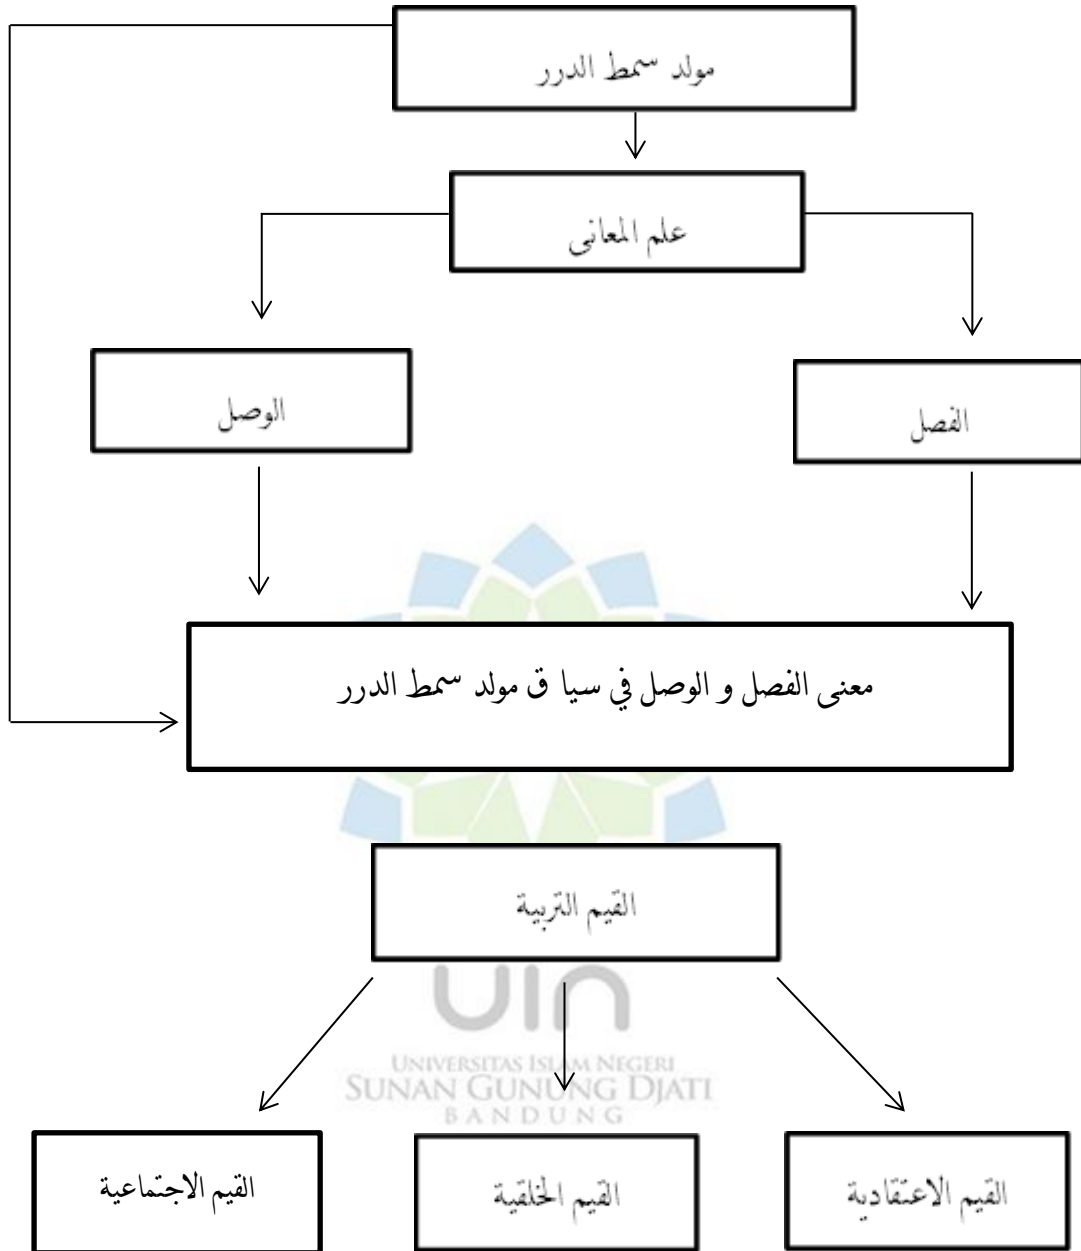 مولد سمط الدرر
علم المعانى
الفصل
الوصل
معنى الفصل و الوصل في سيا ق مولد سمط الدرر
القيم التربية
uin
UNIVERSITAS ISLAM NEGERI
SUNAN GUNUNG DJATI
BANDUNG
القيم الاعتقادية
القيم الخلقية
القيم الاجتماعية